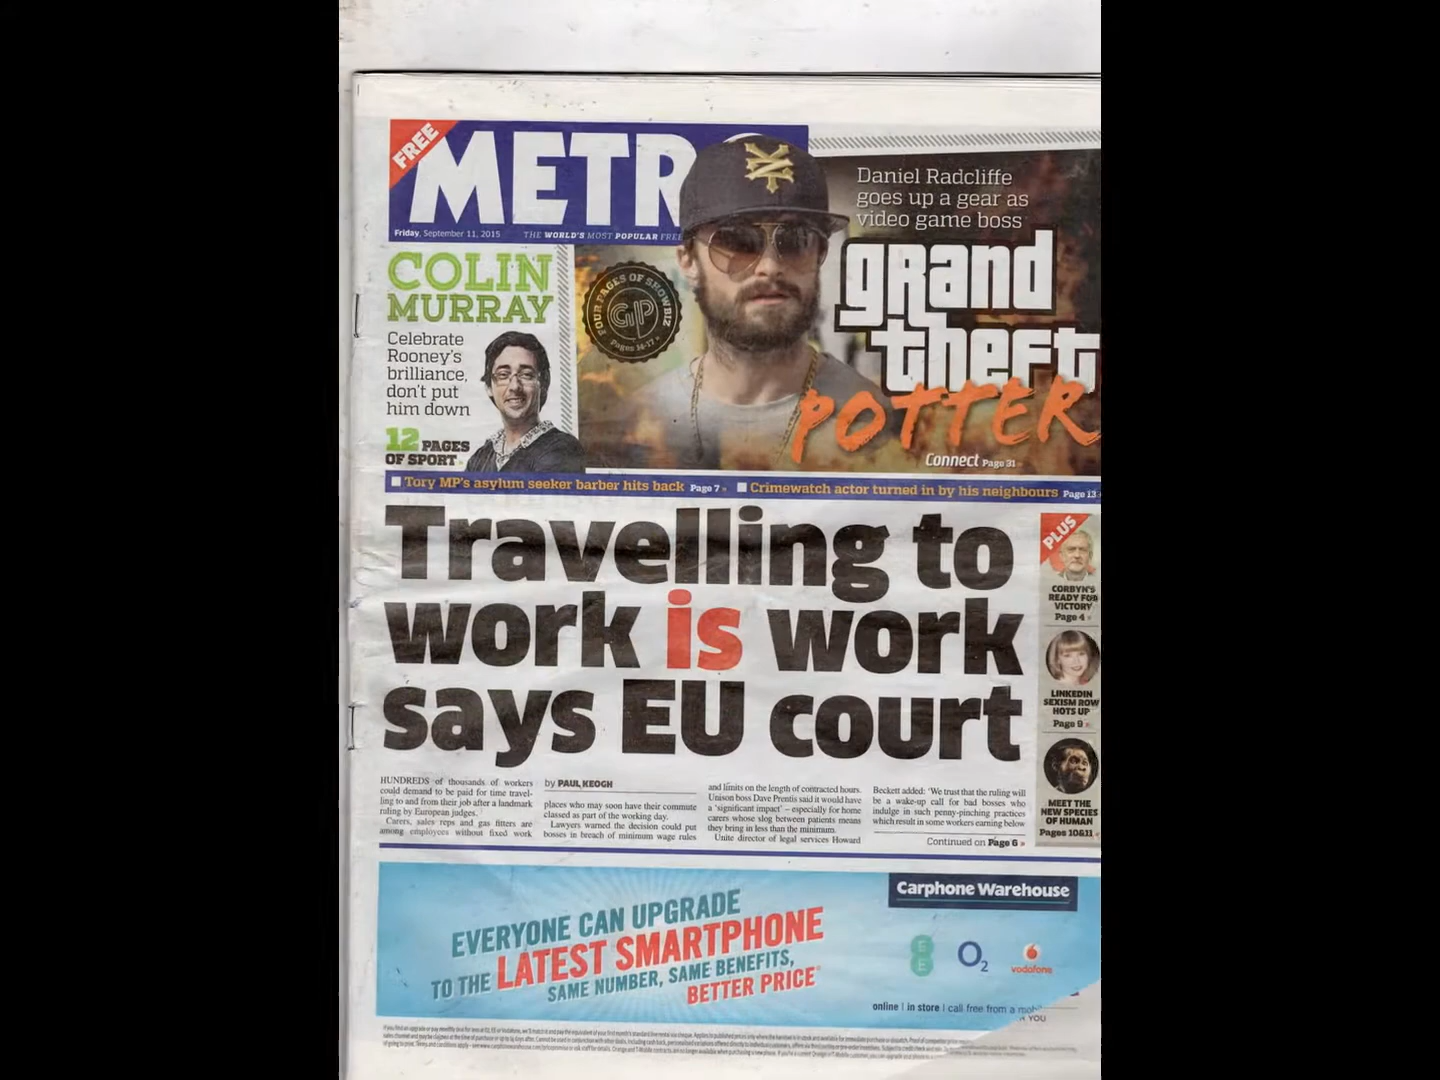 FREE
METR
Friday, September 11, 2015
THE WORLD'S MOST POPULAR FREE
COLIN
MURRAY
Celebrate
Rooney's
brilliance,
don't put
him down
12 PAGES
OF SPORT
FOUR PAGES OF SHOWBIZ
Pages 14-17
Daniel Radcliffe
goes up a gear as
video game boss
grand
theft
POTTER
Connect Page 31
Tory MP's asylum seeker barber hits back Page 7
Crimewatch actor turned in by his neighbours Page 13
Travelling to
work is work
says EU court
HUNDREDS of thousands of workers
could demand to be paid for time travel-
ling to and from their job after a landmark
ruling by European judges.
Carers, sales reps and gas fitters are
among employees without fixed work
by PAUL KEOGH
places who may soon have their commute
classed as part of the working day.
Lawyers warned the decision could put
bosses in breach of minimum wage rules
and limits on the length of contracted hours.
Unison boss Dave Prentis said it would have
a 'significant impact' – especially for home
carers whose slog between patients means
they bring in less than the minimum.
Unite director of legal services Howard
Beckett added: 'We trust that the ruling will
be a wake-up call for bad bosses who
indulge in such penny-pinching practices
which result in some workers earning below
Continued on Page 6 »
PLUS
CORBYN'S
READY FOR
VICTORY
Page 4 »
LINKEDIN
SEXISM ROW
HOTS UP
Page 9 »
MEET THE
NEW SPECIES
OF HUMAN
Pages 10&11 »
EVERYONE CAN UPGRADE
TO THE LATEST SMARTPHONE
SAME NUMBER, SAME BENEFITS,
BETTER PRICE*
Carphone Warehouse
EE
O2
vodafone
online | in store | call free from a
YOU